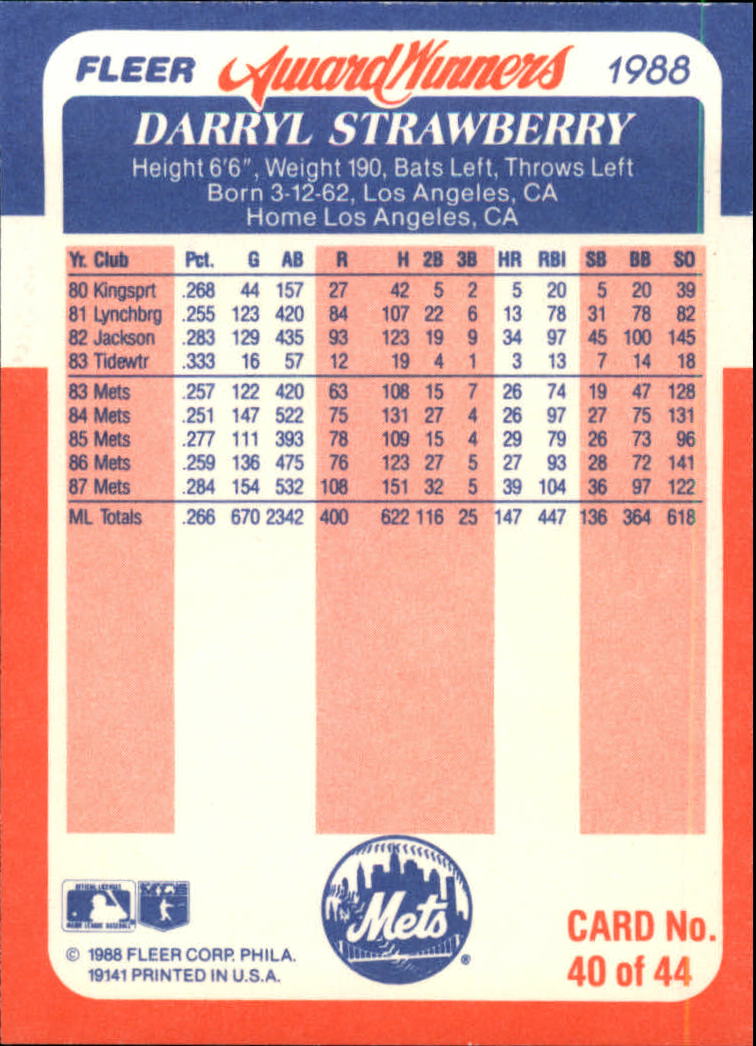 FLEER Award Winners 1988
DARRYL STRAWBERRY
Height 6'6", Weight 190, Bats Left, Throws Left
Born 3-12-62, Los Angeles, CA
Home Los Angeles, CA
Yr. Club Pct. G AB R H 2B 3B HR RBI SB BB SO
80 Kingsprt .268 44 157 27 42 5 2 5 20 5 20 39
81 Lynchbrg .255 123 420 84 107 22 6 13 78 31 78 82
82 Jackson .283 129 435 93 123 19 9 34 97 45 100 145
83 Tidewtr .333 16 57 12 19 4 1 3 13 7 14 18
83 Mets .257 122 420 63 108 15 7 26 74 19 47 128
84 Mets .251 147 522 75 131 27 4 26 97 27 75 131
85 Mets .277 111 393 78 109 15 4 29 79 26 73 96
86 Mets .259 136 475 76 123 27 5 27 93 28 72 141
87 Mets .284 154 532 108 151 32 5 39 104 36 97 122
ML Totals .266 670 2342 400 622 116 25 147 447 136 364 618
Mets
®
OFFICIAL LICENSEE
MAJOR LEAGUE BASEBALL
© 1988 FLEER CORP. PHILA.
19141 PRINTED IN U.S.A.
CARD No.
40 of 44